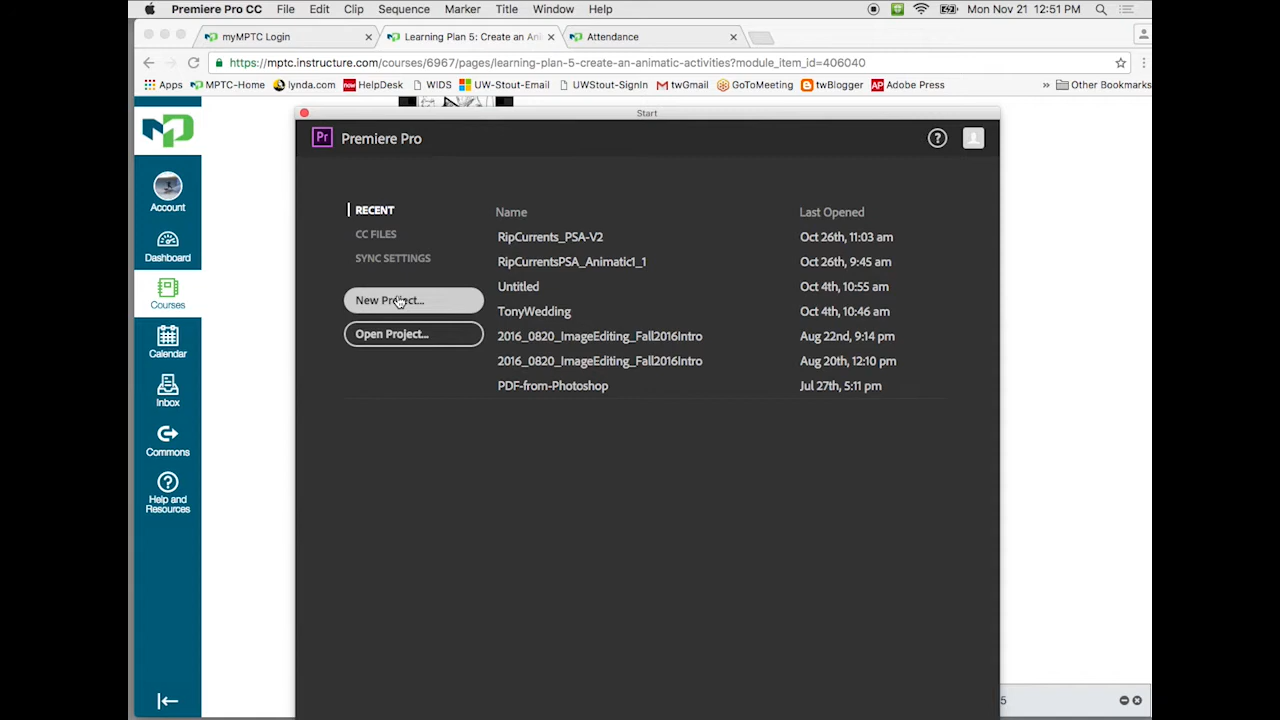 Premiere Pro CC File Edit Clip Sequence Marker Title Window Help Mon Nov 21 12:51 PM
myMPTC Login Learning Plan 5: Create an Ani Attendance
https://mptc.instructure.com/courses/6967/pages/learning-plan-5-create-an-animatic-activities?module_item_id=406040
Apps MPTC-Home lynda.com HelpDesk WIDS UW-Stout-Email UWStout-SignIn twGmail GoToMeeting twBlogger Adobe Press » Other Bookmarks
Start
Pr Premiere Pro ?
Account
Dashboard
Courses
Calendar
Inbox
Commons
Help and
Resources
RECENT
CC FILES
SYNC SETTINGS
New Project...
Open Project...
Name Last Opened
RipCurrents_PSA-V2 Oct 26th, 11:03 am
RipCurrentsPSA_Animatic1_1 Oct 26th, 9:45 am
Untitled Oct 4th, 10:55 am
TonyWedding Oct 4th, 10:46 am
2016_0820_ImageEditing_Fall2016Intro Aug 22nd, 9:14 pm
2016_0820_ImageEditing_Fall2016Intro Aug 20th, 12:10 pm
PDF-from-Photoshop Jul 27th, 5:11 pm
5